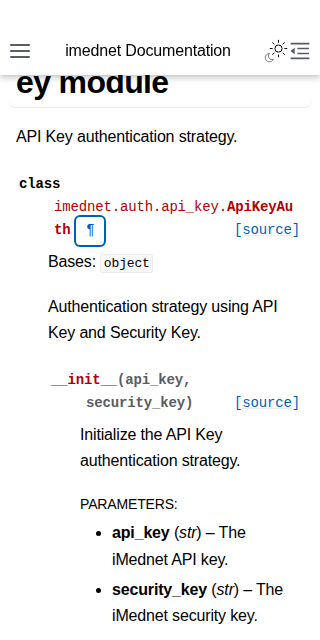 imednet Documentation
ey module
API Key authentication strategy.
class
imednet.auth.api_key.ApiKeyAu
th ¶ [source]
Bases: object
Authentication strategy using API
Key and Security Key.
__init__(api_key,
security_key) [source]
Initialize the API Key
authentication strategy.
PARAMETERS:
• api_key (str) – The
iMednet API key.
• security_key (str) – The
iMednet security key.